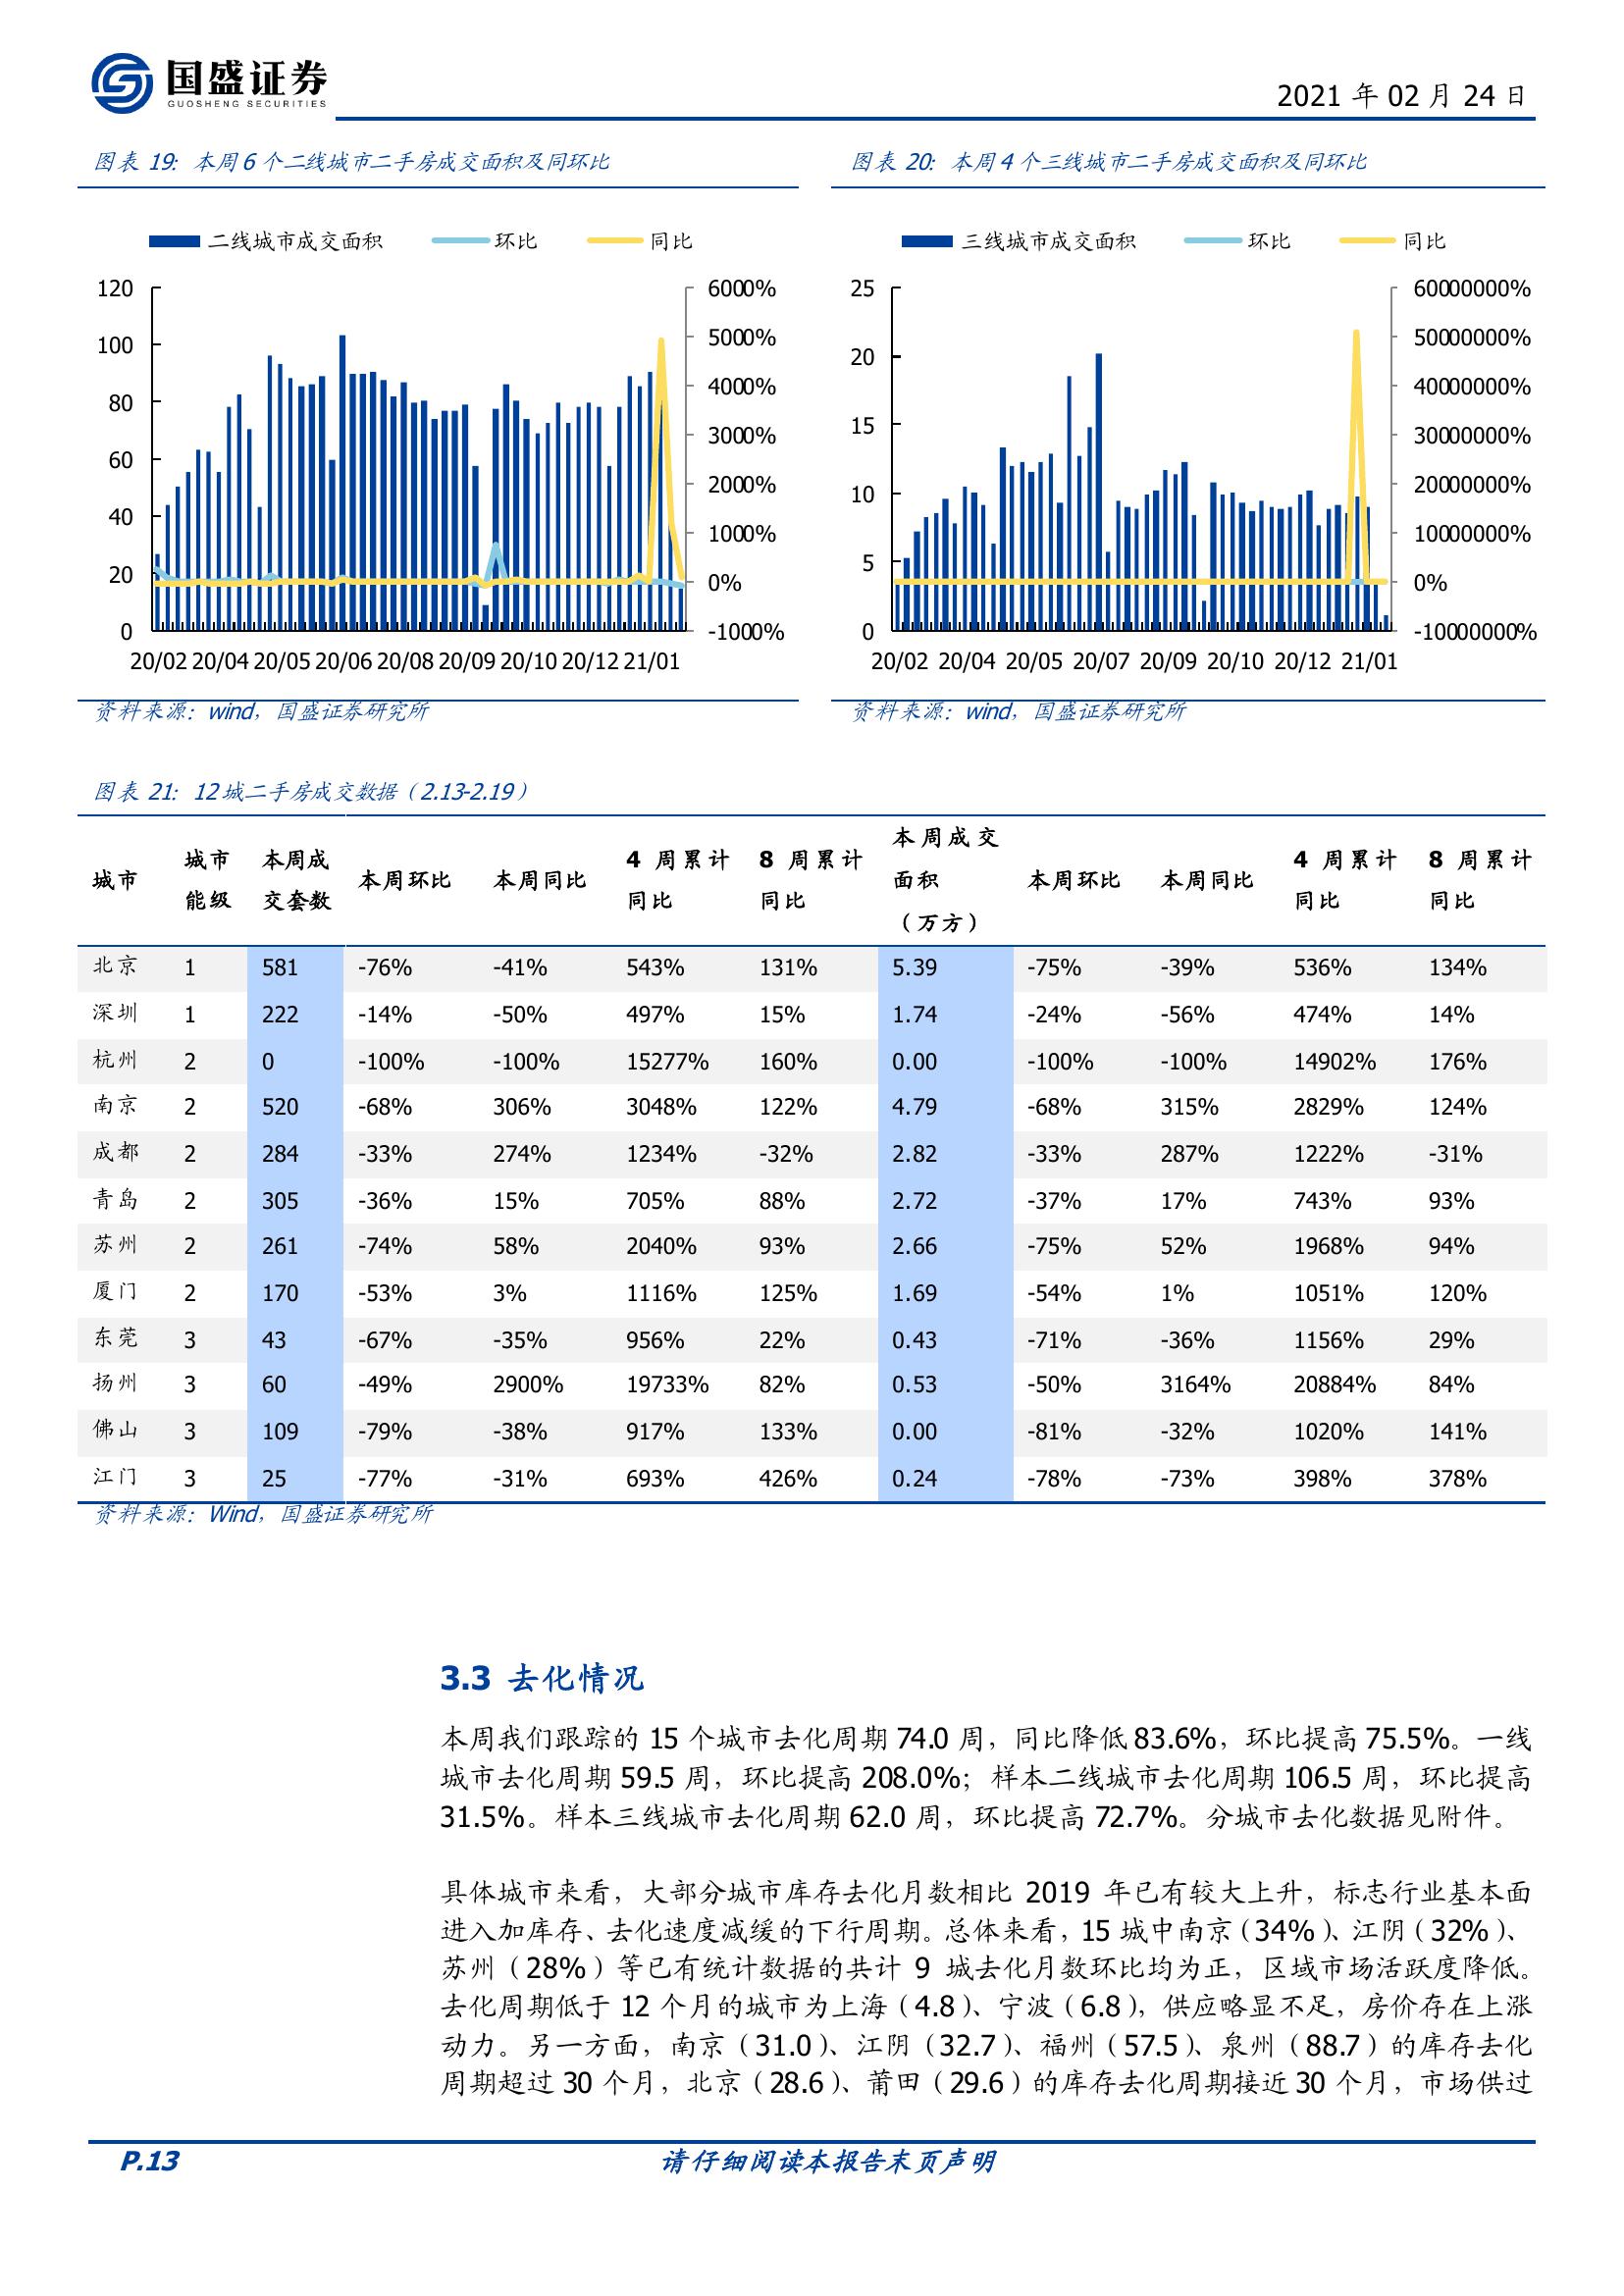 国盛证券
GUOSHENG SECURITIES
2021 年 02 月 24 日
图表 19: 本周 6 个二线城市二手房成交面积及同环比
二线城市成交面积 环比 同比
120
100
80
60
40
20
0
6000%
5000%
4000%
3000%
2000%
1000%
0%
-1000%
20/02 20/04 20/05 20/06 20/08 20/09 20/10 20/12 21/01
资料来源：wind，国盛证券研究所
图表 20: 本周 4 个三线城市二手房成交面积及同环比
三线城市成交面积 环比 同比
25
20
15
10
5
0
60000000%
50000000%
40000000%
30000000%
20000000%
10000000%
0%
-10000000%
20/02 20/04 20/05 20/07 20/09 20/10 20/12 21/01
资料来源：wind，国盛证券研究所
图表 21: 12 城二手房成交数据（2.13-2.19）
城市 城市能级 本周成交套数 本周环比 本周同比 4 周累计同比 8 周累计同比 本周成交面积（万方） 本周环比 本周同比 4 周累计同比 8 周累计同比
北京 1 581 -76% -41% 543% 131% 5.39 -75% -39% 536% 134%
深圳 1 222 -14% -50% 497% 15% 1.74 -24% -56% 474% 14%
杭州 2 0 -100% -100% 15277% 160% 0.00 -100% -100% 14902% 176%
南京 2 520 -68% 306% 3048% 122% 4.79 -68% 315% 2829% 124%
成都 2 284 -33% 274% 1234% -32% 2.82 -33% 287% 1222% -31%
青岛 2 305 -36% 15% 705% 88% 2.72 -37% 17% 743% 93%
苏州 2 261 -74% 58% 2040% 93% 2.66 -75% 52% 1968% 94%
厦门 2 170 -53% 3% 1116% 125% 1.69 -54% 1% 1051% 120%
东莞 3 43 -67% -35% 956% 22% 0.43 -71% -36% 1156% 29%
扬州 3 60 -49% 2900% 19733% 82% 0.53 -50% 3164% 20884% 84%
佛山 3 109 -79% -38% 917% 133% 0.00 -81% -32% 1020% 141%
江门 3 25 -77% -31% 693% 426% 0.24 -78% -73% 398% 378%
资料来源：Wind，国盛证券研究所
3.3 去化情况
本周我们跟踪的 15 个城市去化周期 74.0 周，同比降低 83.6%，环比提高 75.5%。一线
城市去化周期 59.5 周，环比提高 208.0%；样本二线城市去化周期 106.5 周，环比提高
31.5%。样本三线城市去化周期 62.0 周，环比提高 72.7%。分城市去化数据见附件。
具体城市来看，大部分城市库存去化月数相比 2019 年已有较大上升，标志行业基本面
进入加库存、去化速度减缓的下行周期。总体来看，15 城中南京（34%）、江阴（32%）、
苏州（28%）等已有统计数据的共计 9 城去化月数环比均为正，区域市场活跃度降低。
去化周期低于 12 个月的城市为上海（4.8）、宁波（6.8），供应略显不足，房价存在上涨
动力。另一方面，南京（31.0）、江阴（32.7）、福州（57.5）、泉州（88.7）的库存去化
周期超过 30 个月，北京（28.6）、莆田（29.6）的库存去化周期接近 30 个月，市场供过
P.13
请仔细阅读本报告末页声明